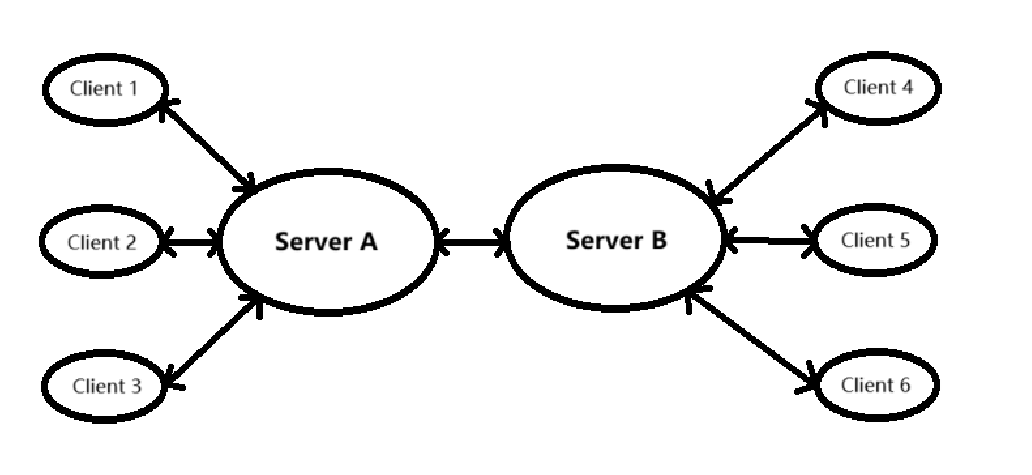 Client 1
Client 4
Client 2
Server A
Server B
Client 5
Client 3
Client 6